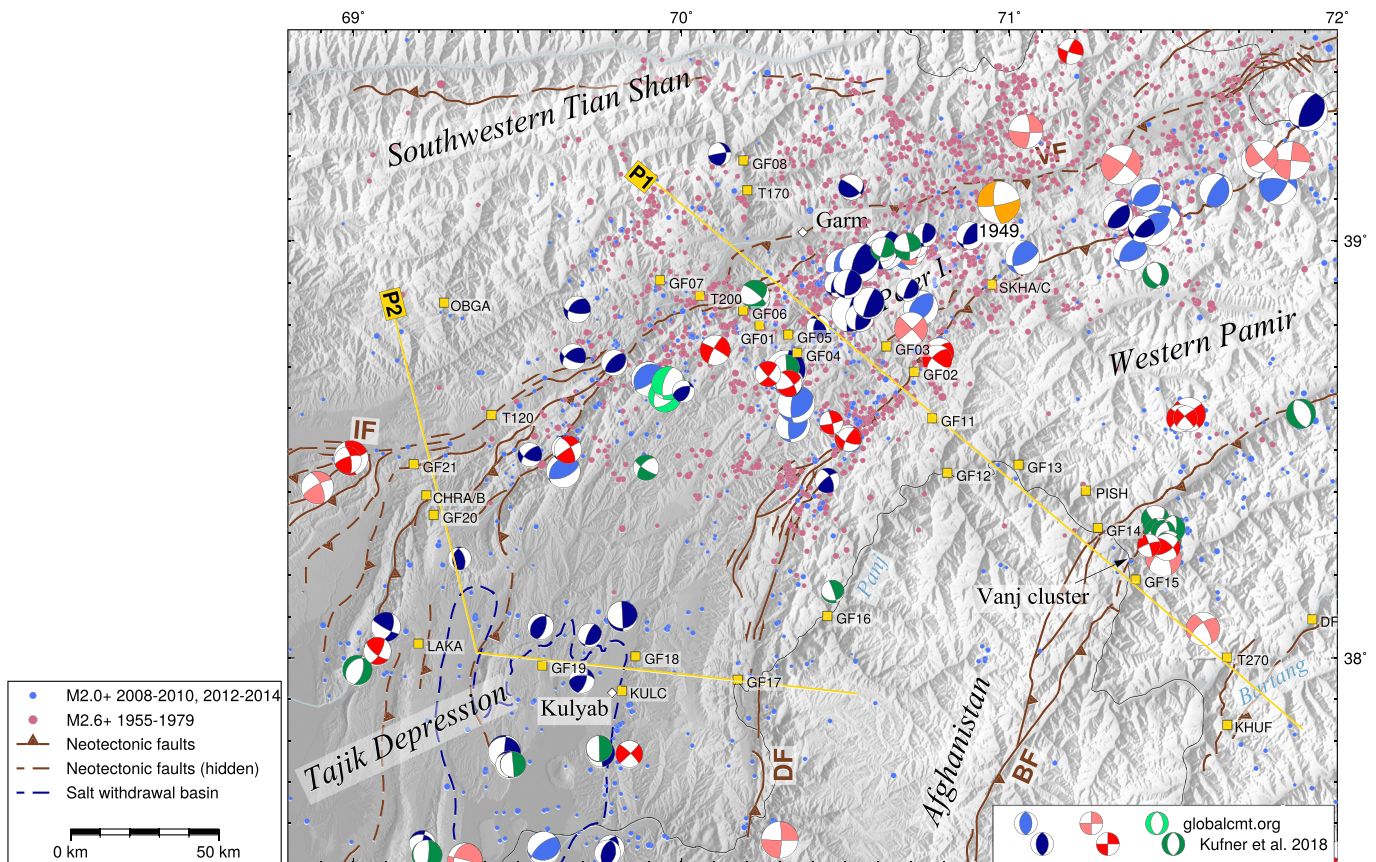 69°
70°
71°
72°
Southwestern Tian Shan
P1
GF08
T170
VF
Garm
1949
39°
GF07
T200
Peter I.
SKHA/C
P2
OBGA
GF06
GF01
GF05
GF04
GF03
GF02
Western Pamir
T120
GF11
IF
GF21
GF12
GF13
CHRA/B
PISH
GF20
GF14
Panj
Vanj cluster
GF15
GF16
LAKA
GF18
T270
38°
GF19
GF17
DF
KULC
Kulyab
Bartang
KHUF
Tajik Depression
DF
Afghanistan
BF
M2.0+ 2008-2010, 2012-2014
M2.6+ 1955-1979
Neotectonic faults
Neotectonic faults (hidden)
Salt withdrawal basin
0 km
50 km
globalcmt.org
Kufner et al. 2018